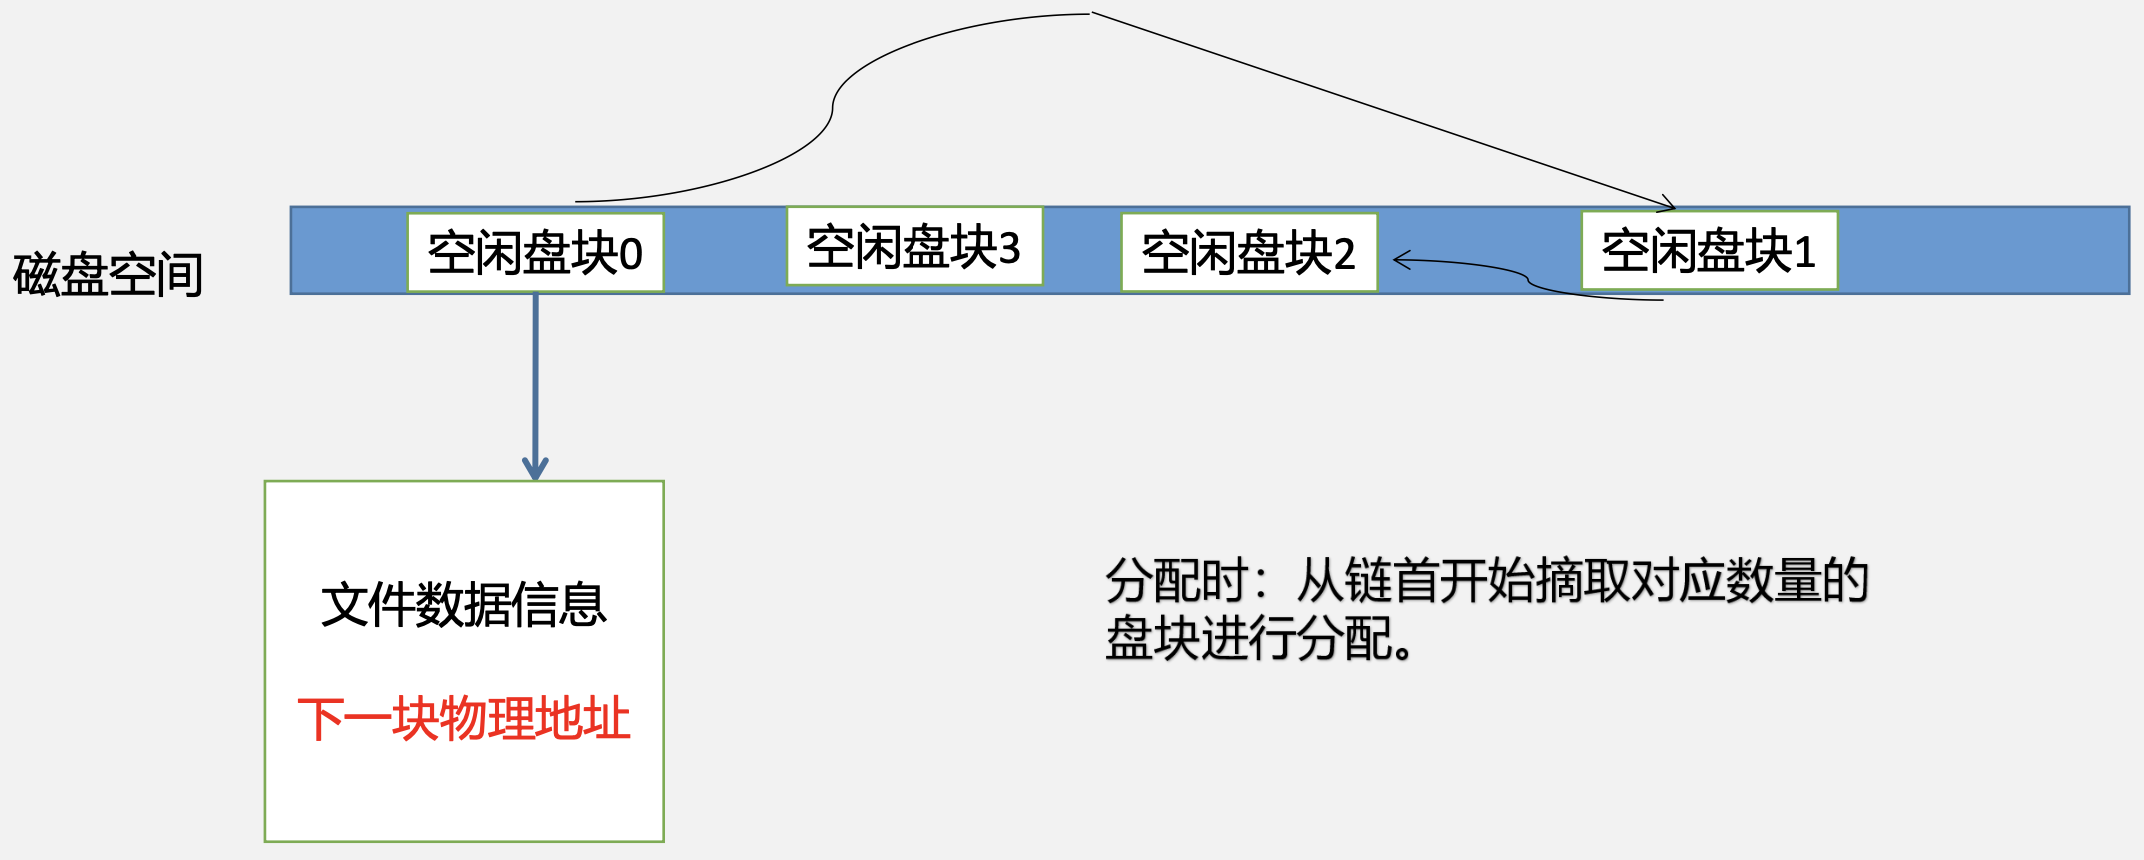 磁盘空间
空闲盘块0
空闲盘块3
空闲盘块2
空闲盘块1
文件数据信息
下一块物理地址
分配时：从链首开始摘取对应数量的
盘块进行分配。